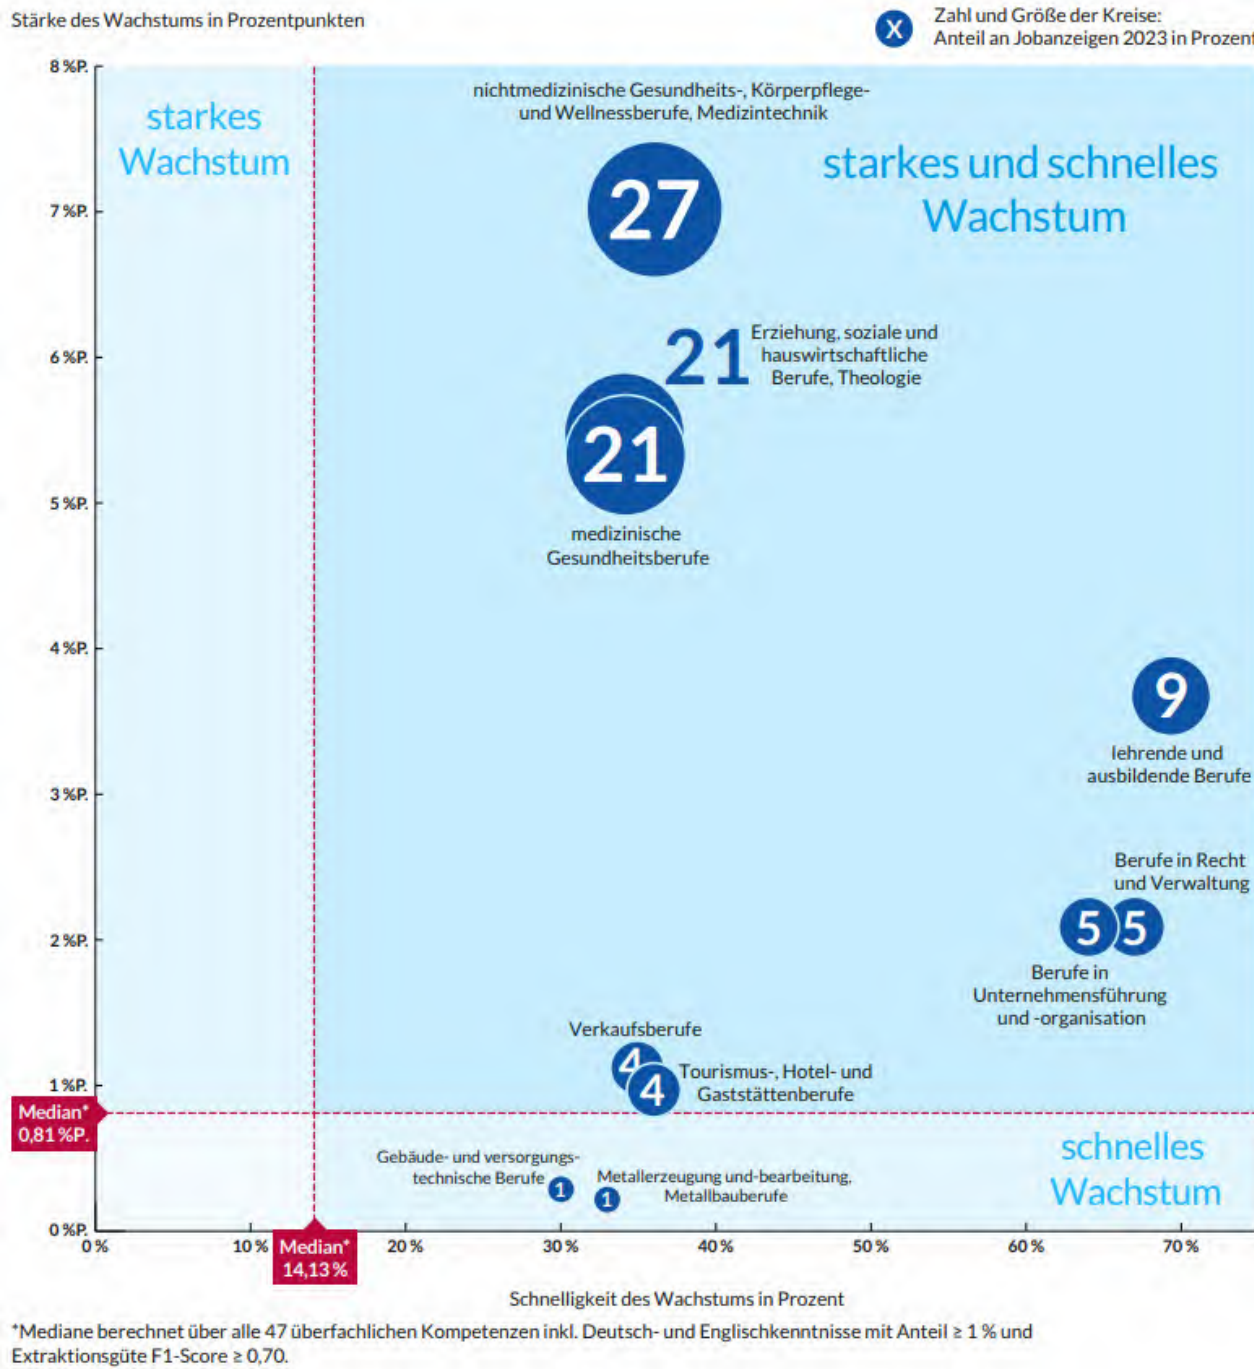 Stärke des Wachstums in Prozentpunkten
X
Zahl und Größe der Kreise:
Anteil an Jobanzeigen 2023 in Prozent
8 %P.
7 %P.
6 %P.
5 %P.
4 %P.
3 %P.
2 %P.
1 %P.
0 %P.
Median*
0,81 %P.
starkes
Wachstum
nichtmedizinische Gesundheits-, Körperpflege-
und Wellnessberufe, Medizintechnik
27
starkes und schnelles
Wachstum
21
Erziehung, soziale und
hauswirtschaftliche
Berufe, Theologie
21
medizinische
Gesundheitsberufe
9
lehrende und
ausbildende Berufe
Berufe in Recht
und Verwaltung
5
5
Berufe in
Unternehmensführung
und -organisation
Verkaufsberufe
4
4
Tourismus-, Hotel- und
Gaststättenberufe
Gebäude- und versorgungs-
technische Berufe
1
1
Metallerzeugung und-bearbeitung,
Metallbauberufe
schnelles
Wachstum
0 %
10 %
Median*
14,13 %
20 %
30 %
40 %
50 %
60 %
70 %
Schnelligkeit des Wachstums in Prozent
*Mediane berechnet über alle 47 überfachlichen Kompetenzen inkl. Deutsch- und Englischkenntnisse mit Anteil ≥ 1 % und
Extraktionsgüte F1-Score ≥ 0,70.